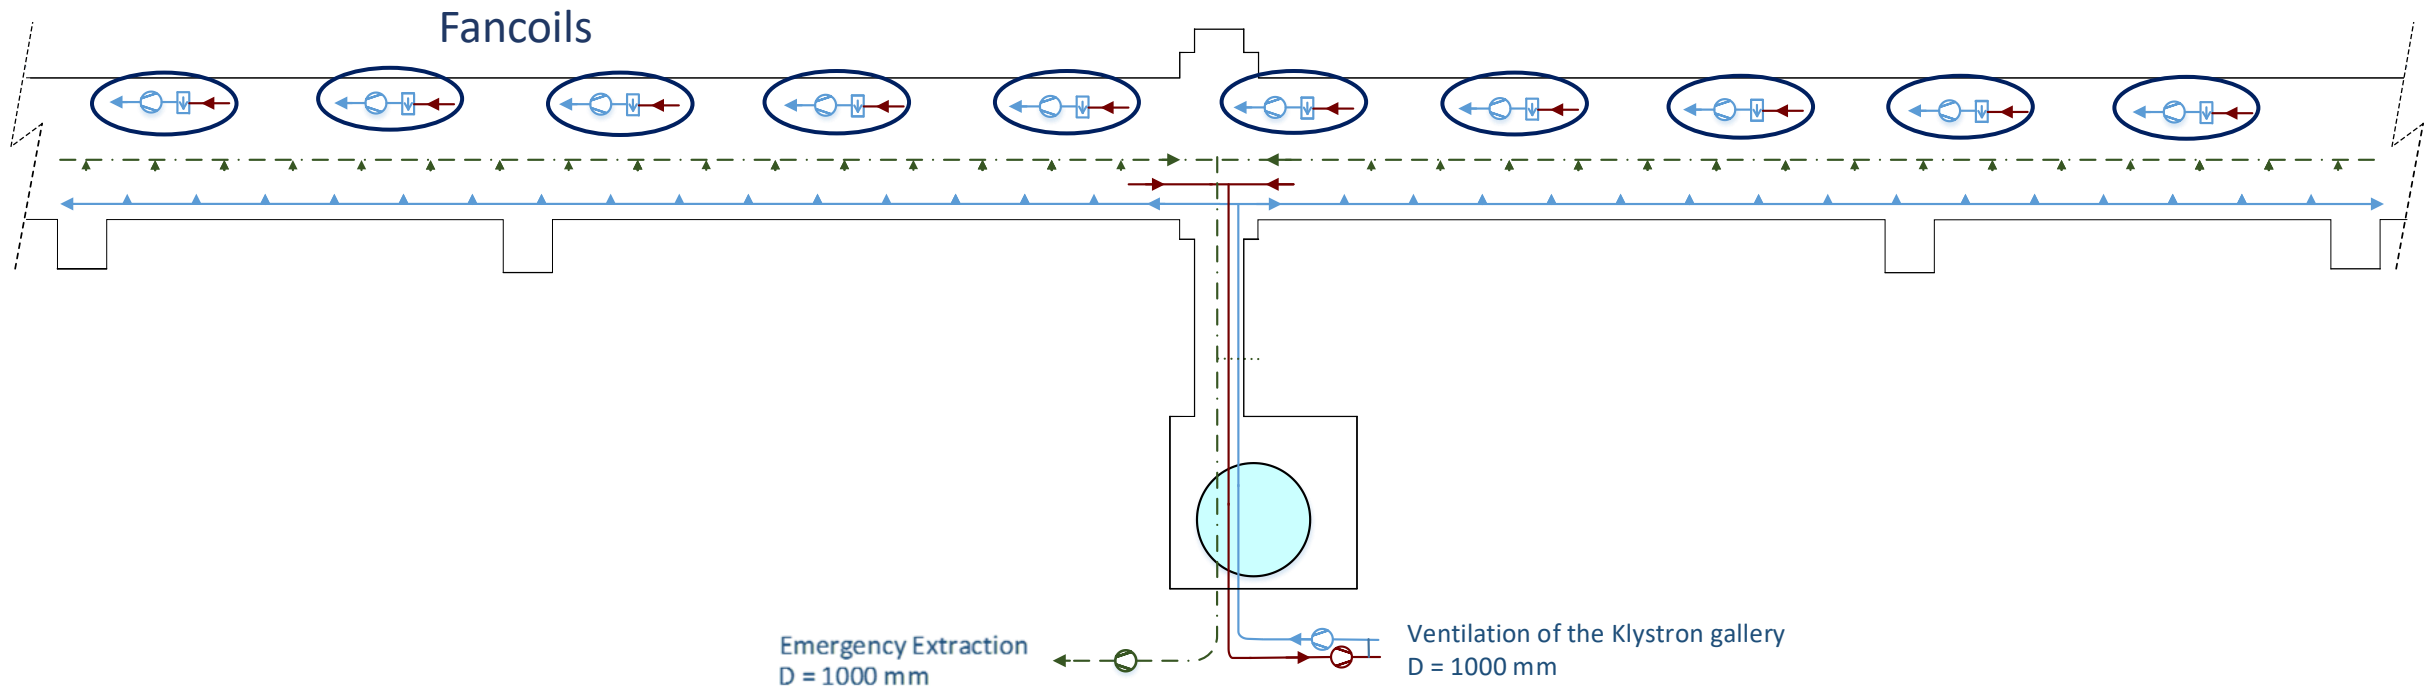 Fancoils
Emergency Extraction
D = 1000 mm
Ventilation of the Klystron gallery
D = 1000 mm